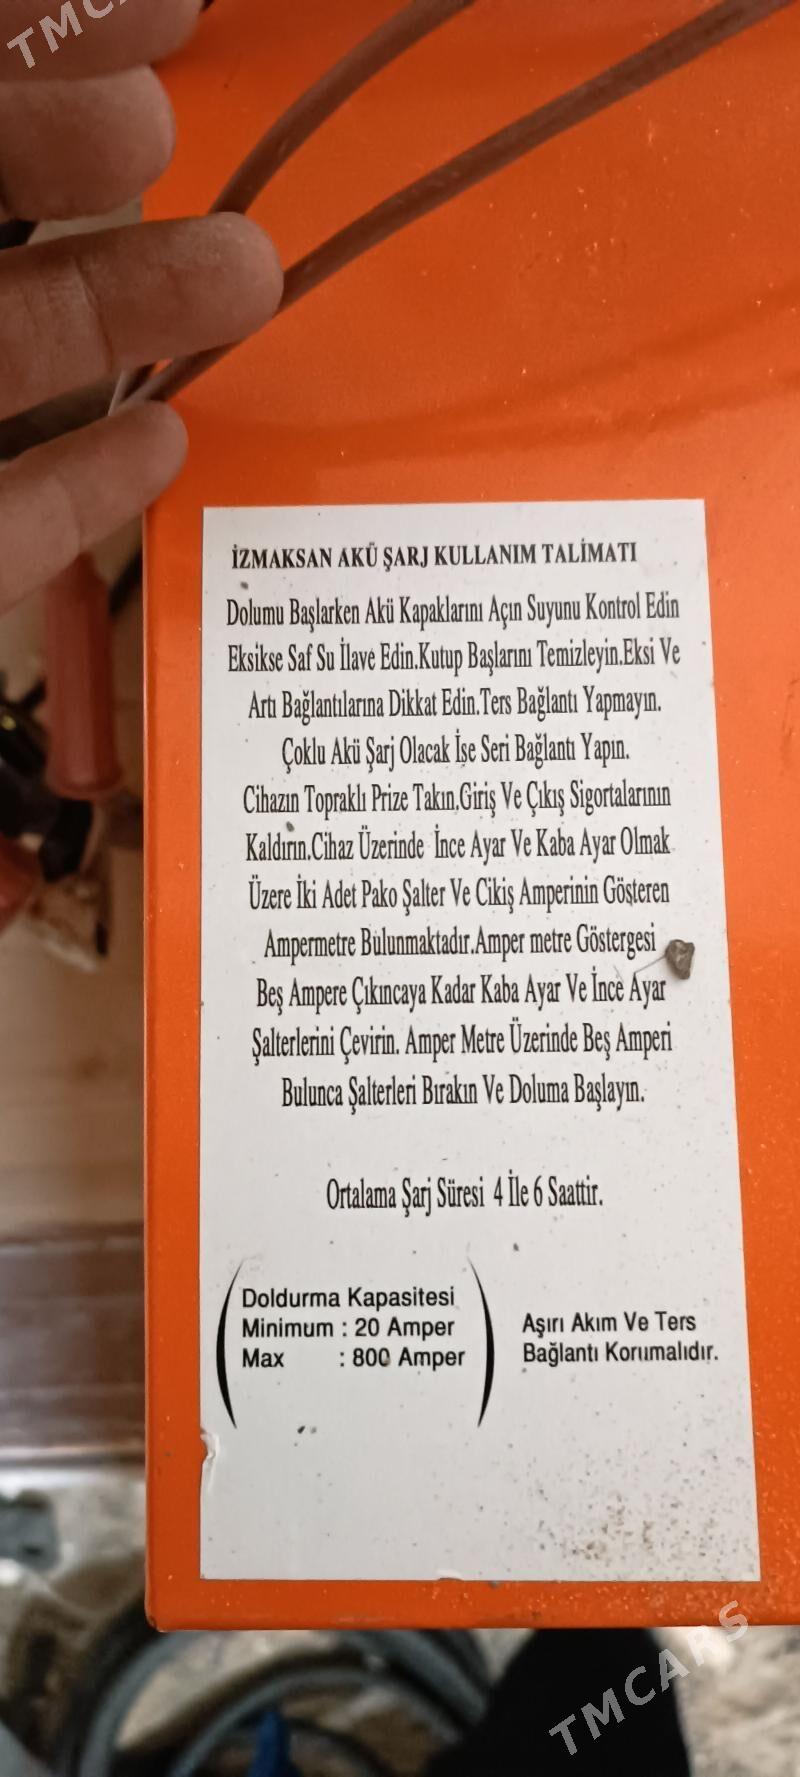 TMCA
İZMAKSAN AKÜ ŞARJ KULLANIM TALİMATI
Dolumu Başlarken Akü Kapaklarını Açın Suyunu Kontrol Edin
Eksikse Saf Su İlave Edin.Kutup Başlarını Temizleyin.Eksi Ve
Artı Bağlantılarına Dikkat Edin.Ters Bağlantı Yapmayın.
Çoklu Akü Şarj Olacak İse Seri Bağlantı Yapın.
Cihazın Topraklı Prize Takın.Giriş Ve Çıkış Sigortalarının
Kaldırın.Cihaz Üzerinde İnce Ayar Ve Kaba Ayar Olmak
Üzere İki Adet Pako Şalter Ve Cikiş Amperinin Gösteren
Ampermetre Bulunmaktadır.Amper metre Göstergesi
Beş Ampere Çıkıncaya Kadar Kaba Ayar Ve İnce Ayar
Şalterlerini Çevirin. Amper Metre Üzerinde Beş Amperi
Bulunca Şalterleri Bırakın Ve Doluma Başlayın.
Ortalama Şarj Süresi 4 İle 6 Saattir.
Doldurma Kapasitesi
Minimum : 20 Amper
Max : 800 Amper
Aşırı Akım Ve Ters
Bağlantı Korumalıdır.
TMCARS